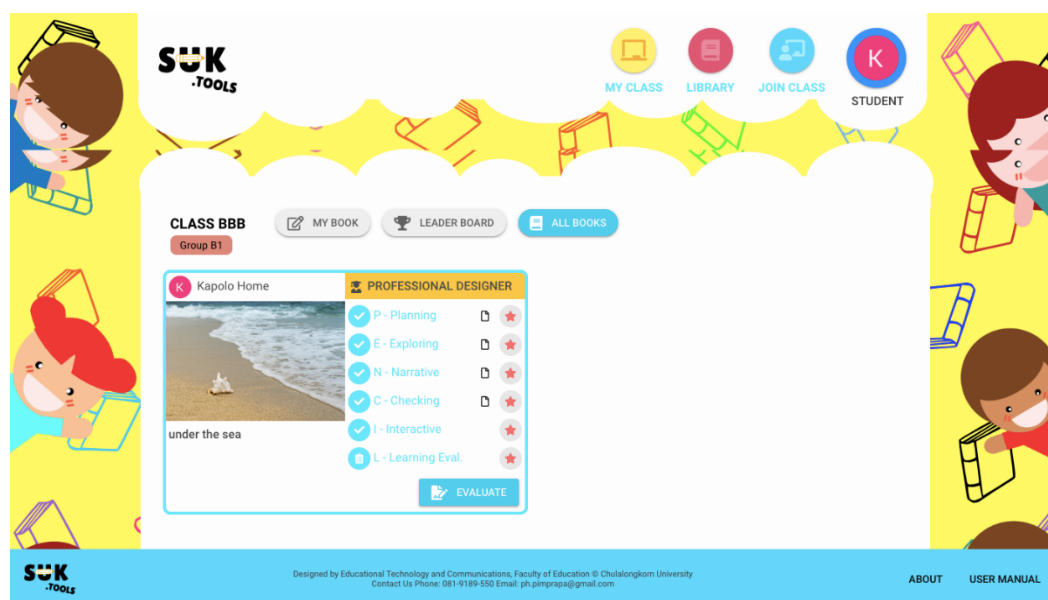 SUK
.TOOLS
MY CLASS
LIBRARY
JOIN CLASS
K
STUDENT
CLASS BBB
Group B1
MY BOOK
LEADER BOARD
ALL BOOKS
K
Kapolo Home
PROFESSIONAL DESIGNER
P - Planning
E - Exploring
N - Narrative
C - Checking
I - Interactive
L - Learning Eval.
under the sea
EVALUATE
SUK
.TOOLS
Designed by Educational Technology and Communications, Faculty of Education © Chulalongkorn University
Contact Us Phone: 081-9189-550 Email: ph.pimprapa@gmail.com
ABOUT
USER MANUAL